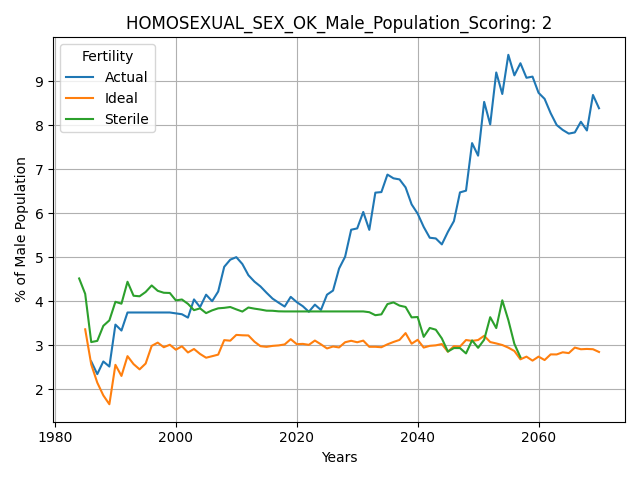 HOMOSEXUAL_SEX_OK_Male_Population_Scoring: 2
Fertility
Actual
Ideal
Sterile
% of Male Population
9
8
7
6
5
4
3
2
1980
2000
2020
2040
2060
Years